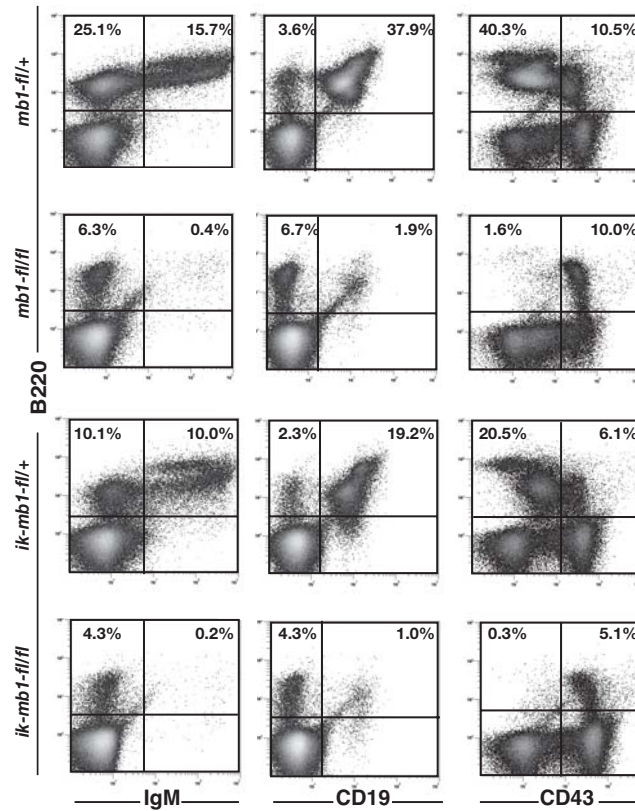 25.1% 15.7% 3.6% 37.9% 40.3% 10.5%
mb1-fl/+
6.3% 0.4% 6.7% 1.9% 1.6% 10.0%
mb1-fl/fl
B220
10.1% 10.0% 2.3% 19.2% 20.5% 6.1%
ik-mb1-fl/+
4.3% 0.2% 4.3% 1.0% 0.3% 5.1%
ik-mb1-fl/fl
IgM CD19 CD43